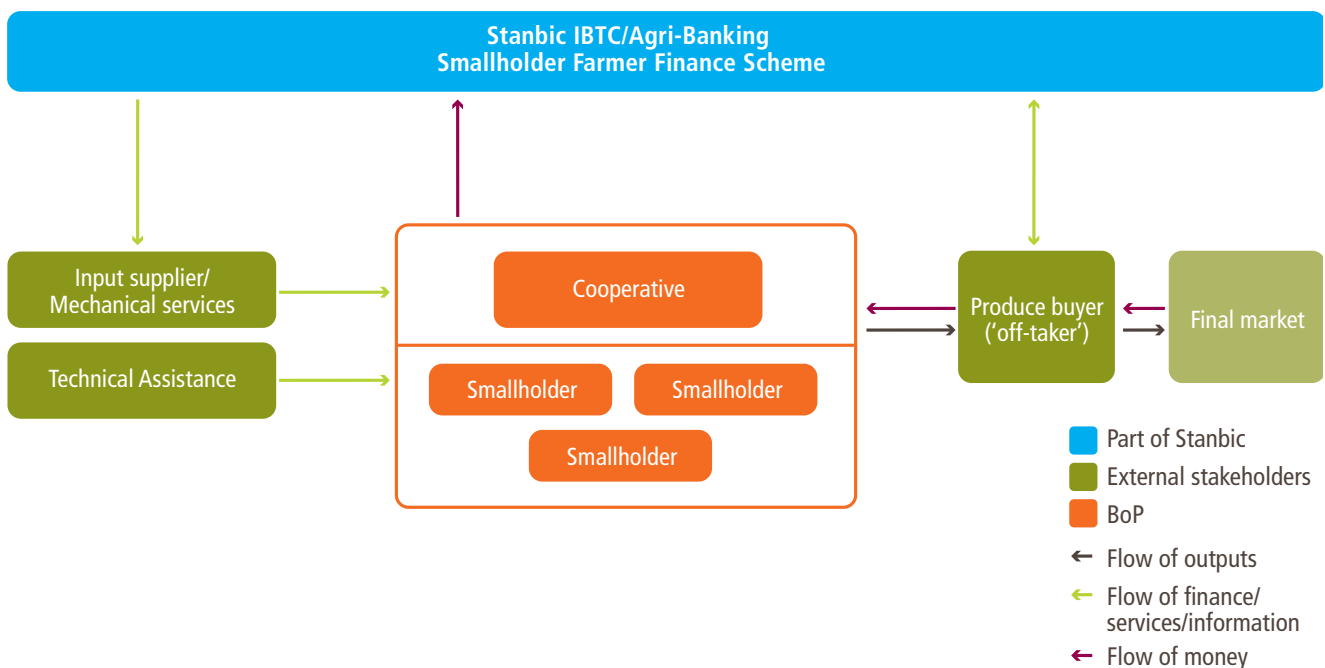 Stanbic IBTC/Agri-Banking
Smallholder Farmer Finance Scheme
Input supplier/
Mechanical services
Technical Assistance
Cooperative
Smallholder
Smallholder
Smallholder
Produce buyer
('off-taker')
Final market
Part of Stanbic
External stakeholders
BoP
Flow of outputs
Flow of finance/
services/information
Flow of money